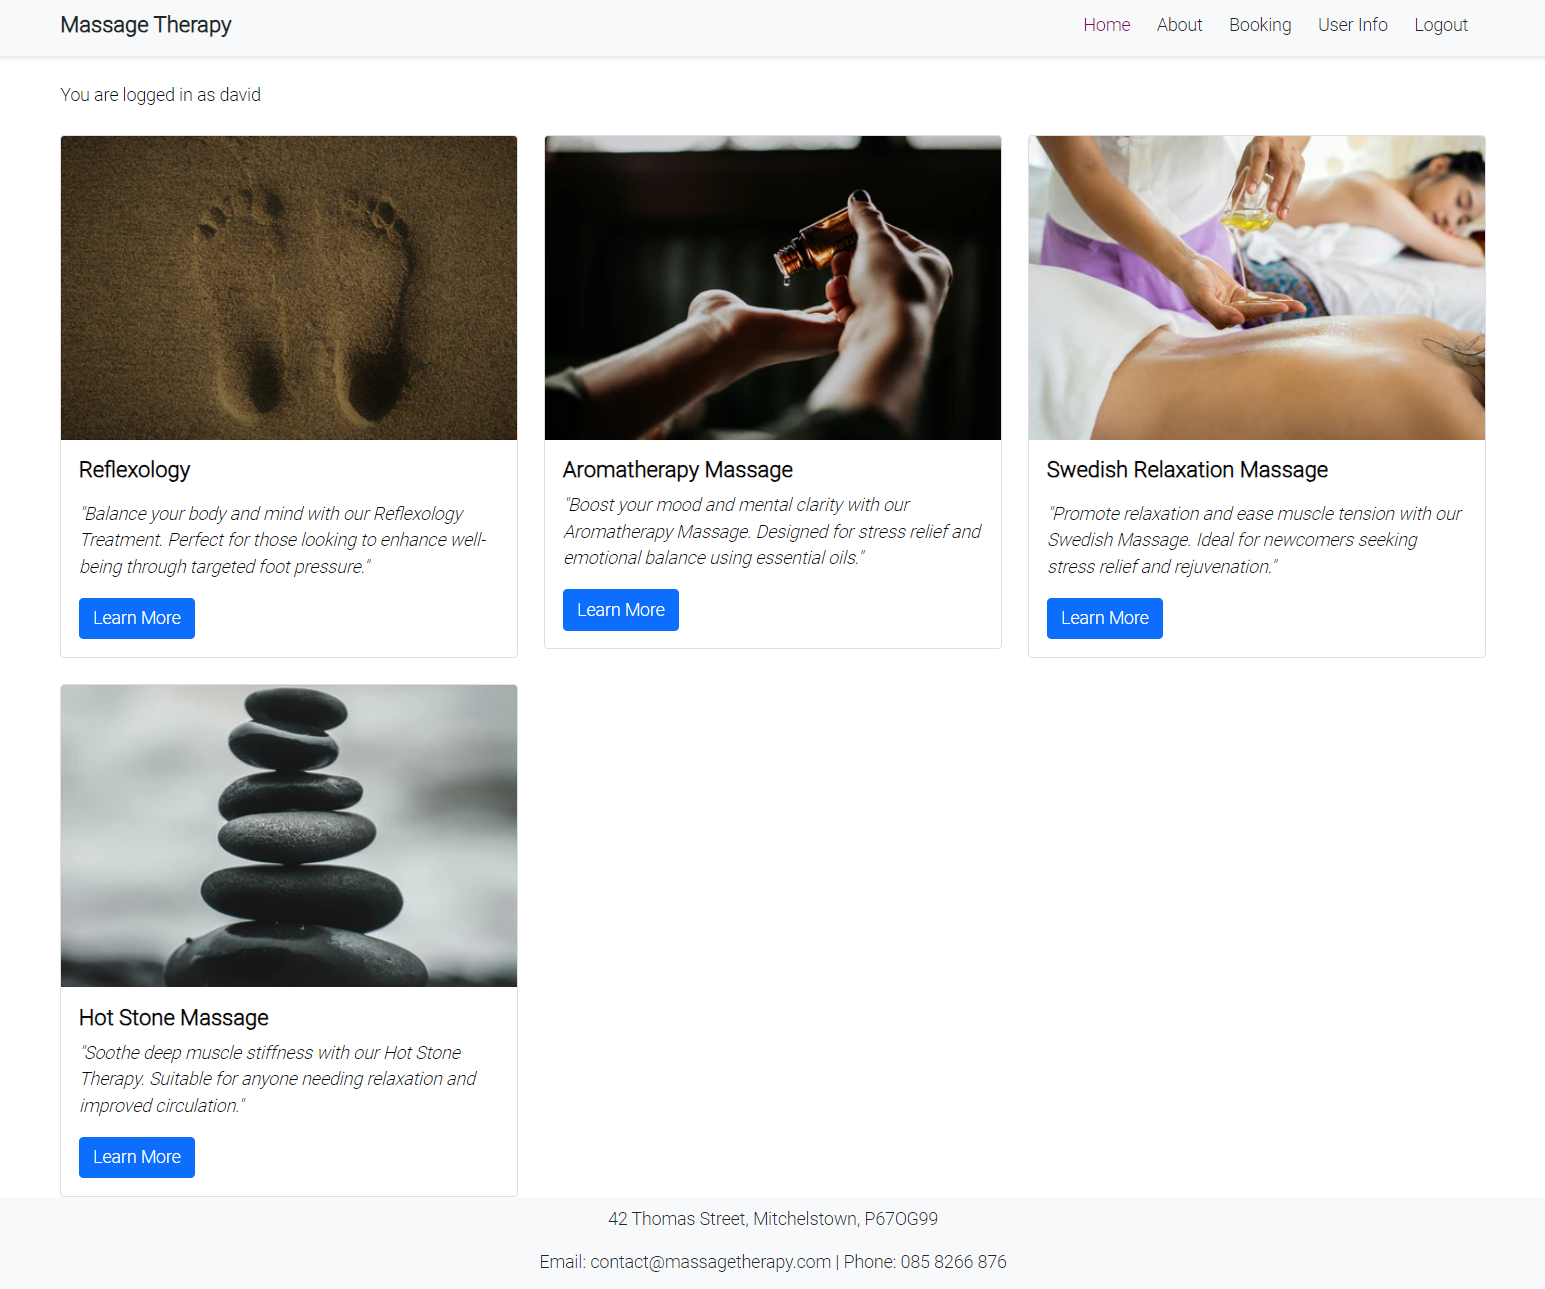 Massage Therapy
Home About Booking User Info Logout
You are logged in as david
Reflexology
"Balance your body and mind with our Reflexology
Treatment. Perfect for those looking to enhance well-
being through targeted foot pressure."
Learn More
Aromatherapy Massage
"Boost your mood and mental clarity with our
Aromatherapy Massage. Designed for stress relief and
emotional balance using essential oils."
Learn More
Swedish Relaxation Massage
"Promote relaxation and ease muscle tension with our
Swedish Massage. Ideal for newcomers seeking
stress relief and rejuvenation."
Learn More
Hot Stone Massage
"Soothe deep muscle stiffness with our Hot Stone
Therapy. Suitable for anyone needing relaxation and
improved circulation."
Learn More
42 Thomas Street, Mitchelstown, P67OG99
Email: contact@massagetherapy.com | Phone: 085 8266 876